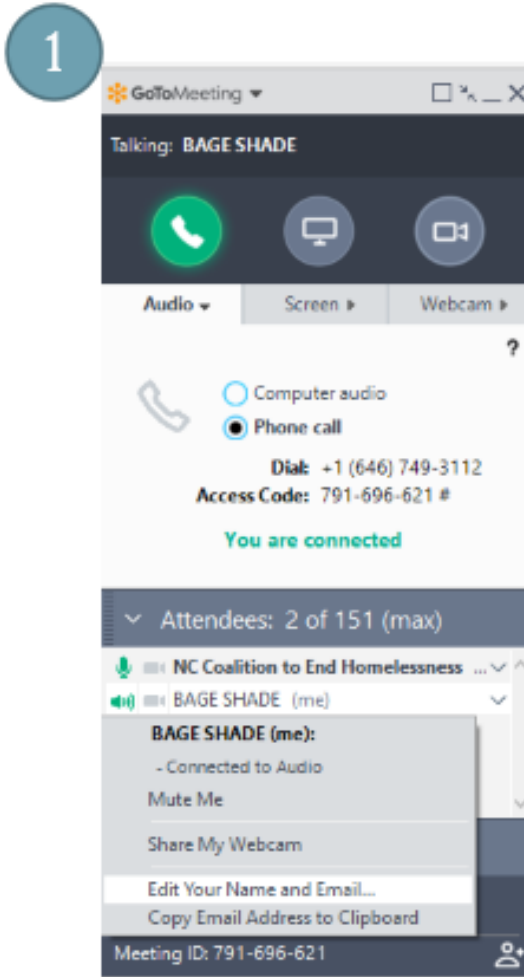 1
GoToMeeting
Talking: BAGE SHADE
Audio Screen Webcam
?
Computer audio
Phone call
Dial: +1 (646) 749-3112
Access Code: 791-696-621 #
You are connected
Attendees: 2 of 151 (max)
NC Coalition to End Homelessness ...
BAGE SHADE (me)
BAGE SHADE (me):
- Connected to Audio
Mute Me
Share My Webcam
Edit Your Name and Email...
Copy Email Address to Clipboard
Meeting ID: 791-696-621